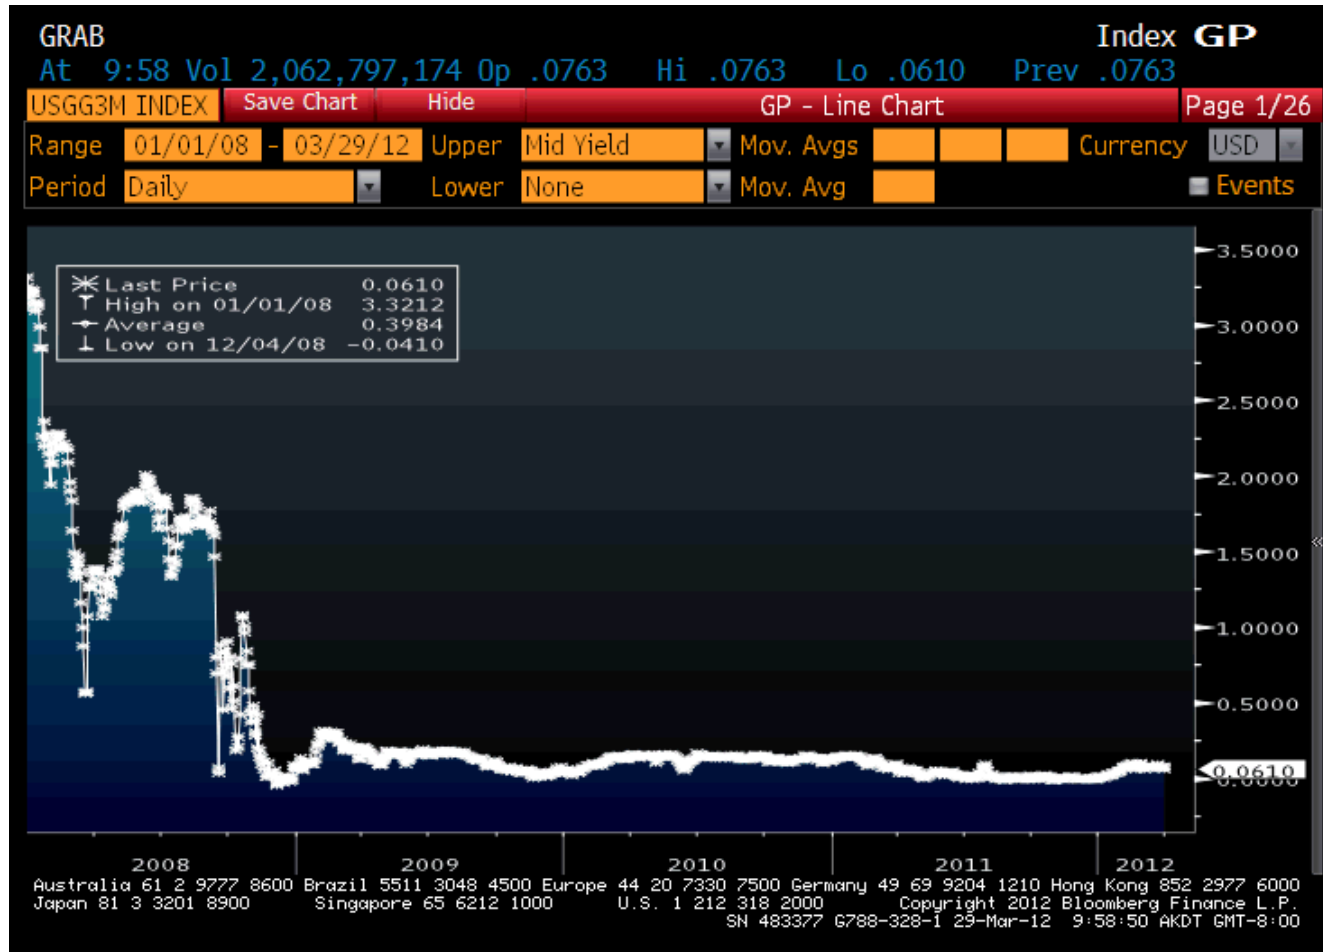 GRAB Index GP
At 9:58 Vol 2,062,797,174 Op .0763 Hi .0763 Lo .0610 Prev .0763
USGG3M INDEX Save Chart Hide GP - Line Chart Page 1/26
Range 01/01/08 - 03/29/12 Upper Mid Yield Mov. Avgs Currency USD
Period Daily Lower None Mov. Avg Events
3.5000
Last Price 0.0610
High on 01/01/08 3.3212
Average 0.3984
Low on 12/04/08 -0.0410
3.0000
2.5000
2.0000
1.5000
1.0000
0.5000
0.0610
0.0000
2008 2009 2010 2011 2012
Australia 61 2 9777 8600 Brazil 5511 3048 4500 Europe 44 20 7330 7500 Germany 49 69 9204 1210 Hong Kong 852 2977 6000
Japan 81 3 3201 8900 Singapore 65 6212 1000 U.S. 1 212 318 2000 Copyright 2012 Bloomberg Finance L.P.
SN 483377 G788-328-1 29-Mar-12 9:58:50 AKDT GMT-8:00